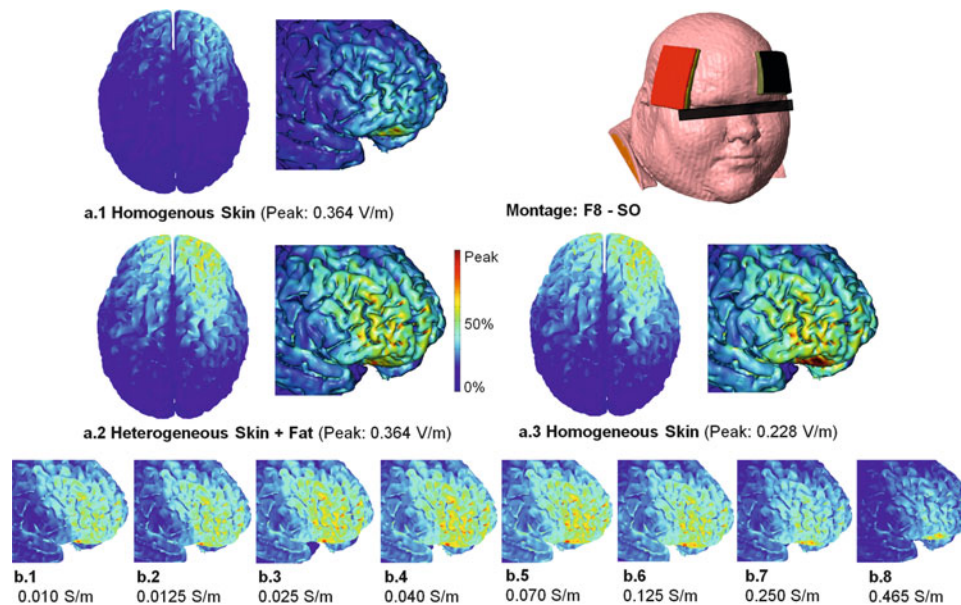 a.1 Homogenous Skin (Peak: 0.364 V/m)
Montage: F8 - SO
Peak
50%
0%
a.2 Heterogeneous Skin + Fat (Peak: 0.364 V/m)
a.3 Homogeneous Skin (Peak: 0.228 V/m)
b.1 b.2 b.3 b.4 b.5 b.6 b.7 b.8
0.010 S/m 0.0125 S/m 0.025 S/m 0.040 S/m 0.070 S/m 0.125 S/m 0.250 S/m 0.465 S/m